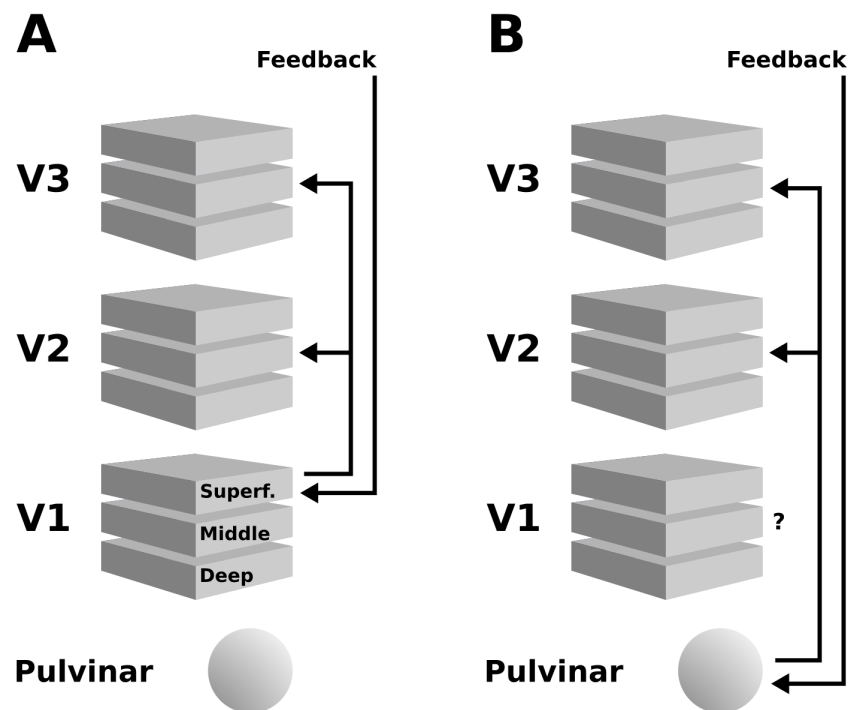 A
Feedback
V3
V2
V1
Superf.
Middle
Deep
Pulvinar
B
Feedback
V3
V2
V1
?
Pulvinar